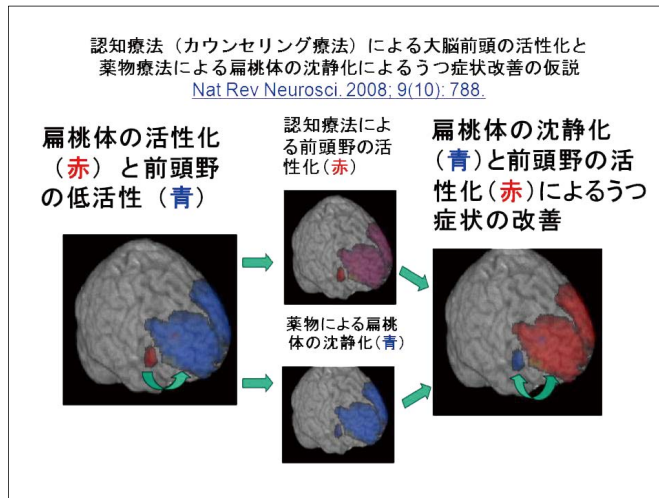 認知療法（カウンセリング療法）による大脳前頭の活性化と
薬物療法による扁桃体の沈静化によるうつ症状改善の仮説
Nat Rev Neurosci. 2008; 9(10): 788.
扁桃体の活性化
（赤）と前頭野
の低活性（青）
認知療法によ
る前頭野の活
性化（赤）
薬物による扁桃
体の沈静化（青）
扁桃体の沈静化
（青）と前頭野の活
性化（赤）によるうつ
症状の改善